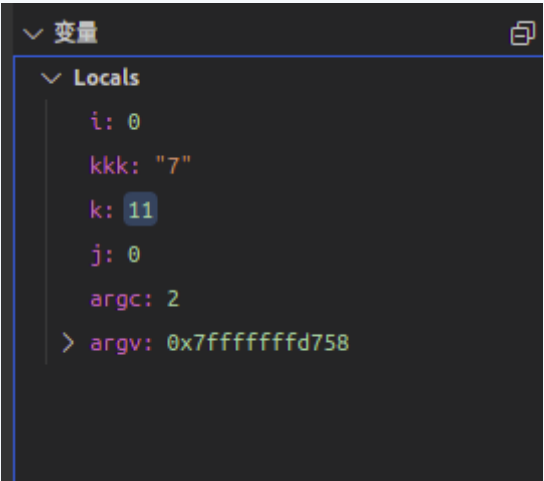 变量
Locals
i: 0
kkk: "7"
k: 11
j: 0
argc: 2
argv: 0x7fffffffd758